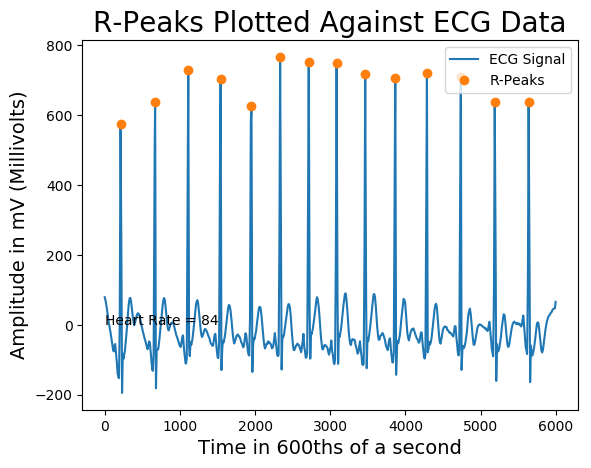 R-Peaks Plotted Against ECG Data
Amplitude in mV (Millivolts)
800
600
400
200
0
−200
ECG Signal
R-Peaks
Heart Rate = 84
0 1000 2000 3000 4000 5000 6000
Time in 600ths of a second